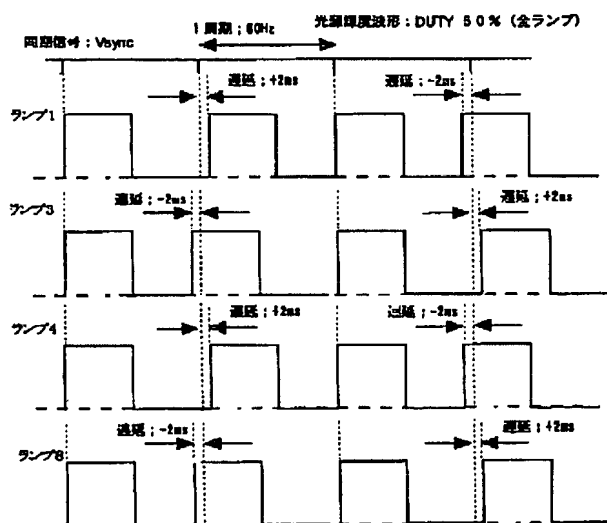 1周期；60Hz
光源輝度波形：DUTY 50%（全ランプ）
同期信号：Vsync
遅延；+2ms
遅延；-2ms
ランプ1
遅延；-2ms
遅延；+2ms
ランプ3
遅延；+2ms
遅延；-2ms
ランプ4
遅延；-2ms
遅延；+2ms
ランプ8